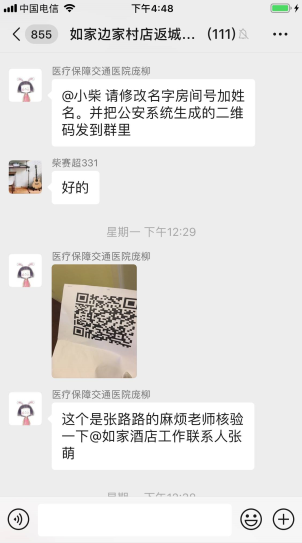 中国电信
下午4:48
855
如家边家村店返城... (111)
医疗保障交通医院庞柳
@小柴 请修改名字房间号加姓
名。并把公安系统生成的二维
码发到群里
柴赛超331
好的
星期一 下午12:29
医疗保障交通医院庞柳
医疗保障交通医院庞柳
这个是张路路的麻烦老师核验
一下@如家酒店工作联系人张
萌